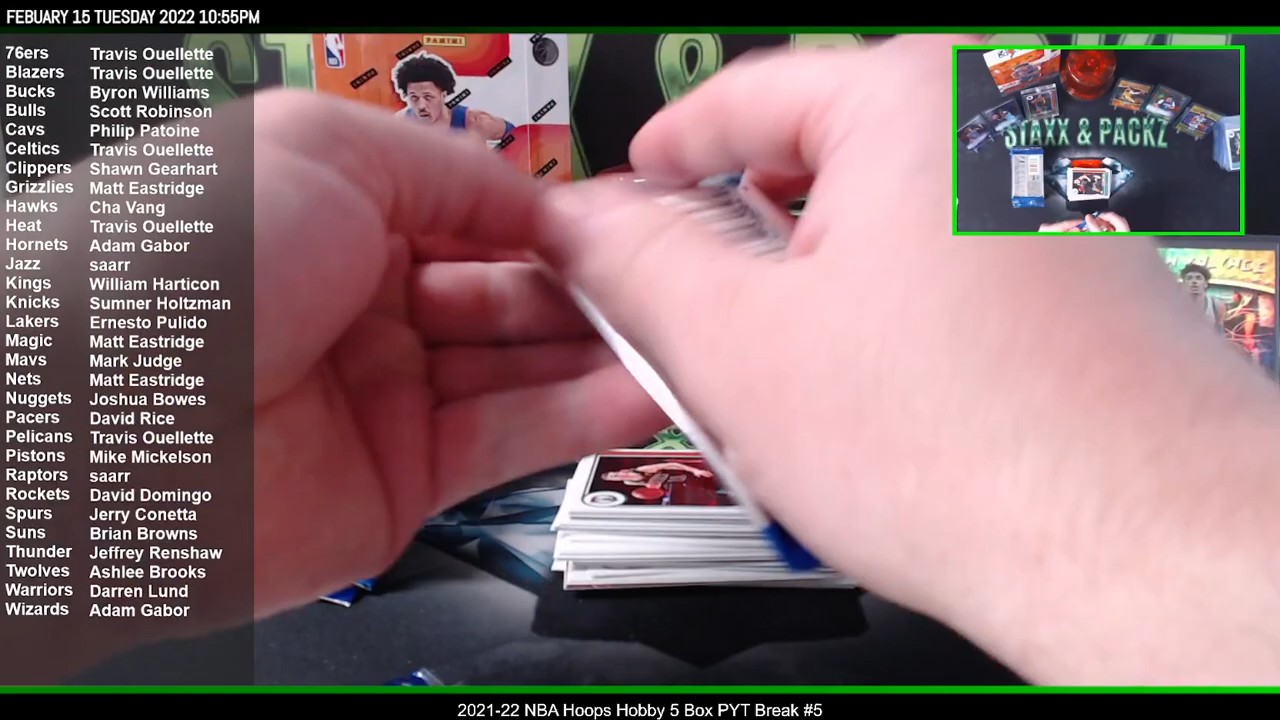 FEBUARY 15 TUESDAY 2022 10:55PM
76ers Travis Ouellette
Blazers Travis Ouellette
Bucks Byron Williams
Bulls Scott Robinson
Cavs Philip Patoine
Celtics Travis Ouellette
Clippers Shawn Gearhart
Grizzlies Matt Eastridge
Hawks Cha Vang
Heat Travis Ouellette
Hornets Adam Gabor
Jazz saarr
Kings William Harticon
Knicks Sumner Holtzman
Lakers Ernesto Pulido
Magic Matt Eastridge
Mavs Mark Judge
Nets Matt Eastridge
Nuggets Joshua Bowes
Pacers David Rice
Pelicans Travis Ouellette
Pistons Mike Mickelson
Raptors saarr
Rockets David Domingo
Spurs Jerry Conetta
Suns Brian Browns
Thunder Jeffrey Renshaw
Twolves Ashlee Brooks
Warriors Darren Lund
Wizards Adam Gabor
PANINI
STAXX & PACKZ
2021-22 NBA Hoops Hobby 5 Box PYT Break #5